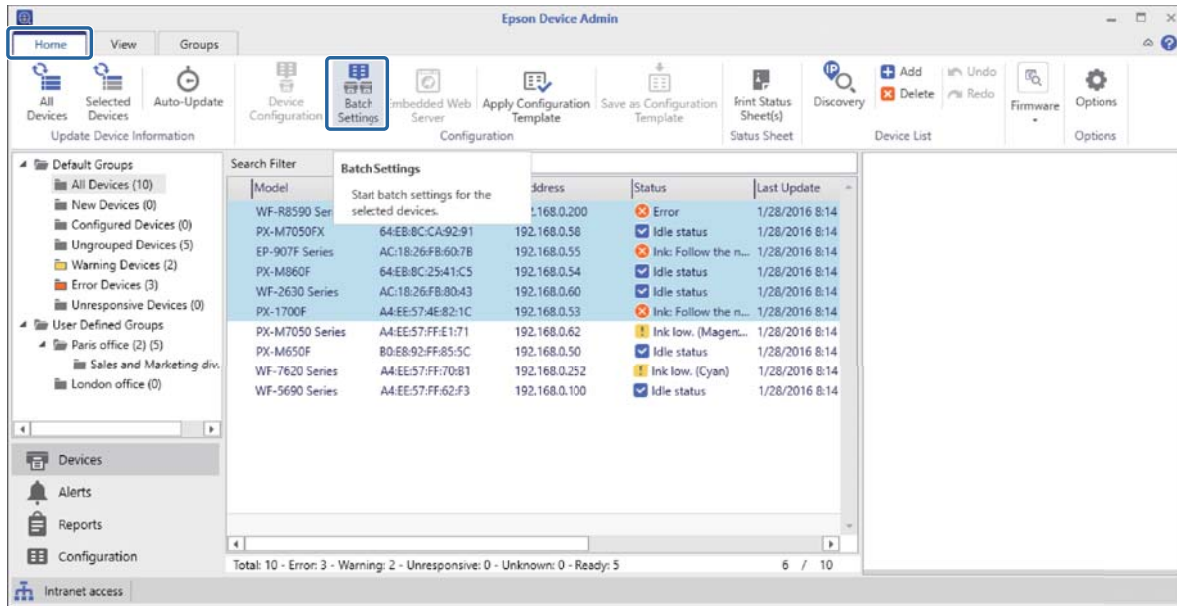 Epson Device Admin
Home View Groups
All Devices
Selected Devices
Auto-Update
Update Device Information
Device Configuration
Batch Settings
Embedded Web Server
Apply Configuration Template
Save as Configuration Template
Configuration
Print Status Sheet(s)
Status Sheet
IP
Discovery
Add
Delete
Undo
Redo
Device List
Firmware
Options
Options
Default Groups
All Devices (10)
New Devices (0)
Configured Devices (0)
Ungrouped Devices (5)
Warning Devices (2)
Error Devices (3)
Unresponsive Devices (0)
User Defined Groups
Paris office (2) (5)
Sales and Marketing div.
London office (0)
Devices
Alerts
Reports
Configuration
Search Filter
Batch Settings
Start batch settings for the
selected devices.
Model ddress Status Last Update
WF-R8590 Ser 2.168.0.200 Error 1/28/2016 8:14
PX-M7050FX 64:EB:8C:CA:92:91 192.168.0.58 Idle status 1/28/2016 8:14
EP-907F Series AC:18:26:FB:60:7B 192.168.0.55 Ink: Follow the n... 1/28/2016 8:14
PX-M860F 64:EB:8C:25:41:C5 192.168.0.54 Idle status 1/28/2016 8:14
WF-2630 Series AC:18:26:FB:80:43 192.168.0.60 Idle status 1/28/2016 8:14
PX-1700F A4:EE:57:4E:82:1C 192.168.0.53 Ink: Follow the n... 1/28/2016 8:14
PX-M7050 Series A4:EE:57:FF:E1:71 192.168.0.62 Ink low. (Magen:... 1/28/2016 8:14
PX-M650F B0:E8:92:FF:85:5C 192.168.0.50 Idle status 1/28/2016 8:14
WF-7620 Series A4:EE:57:FF:70:B1 192.168.0.252 Ink low. (Cyan) 1/28/2016 8:14
WF-5690 Series A4:EE:57:FF:62:F3 192.168.0.100 Idle status 1/28/2016 8:14
Total: 10 - Error: 3 - Warning: 2 - Unresponsive: 0 - Unknown: 0 - Ready: 5 6 / 10
Intranet access